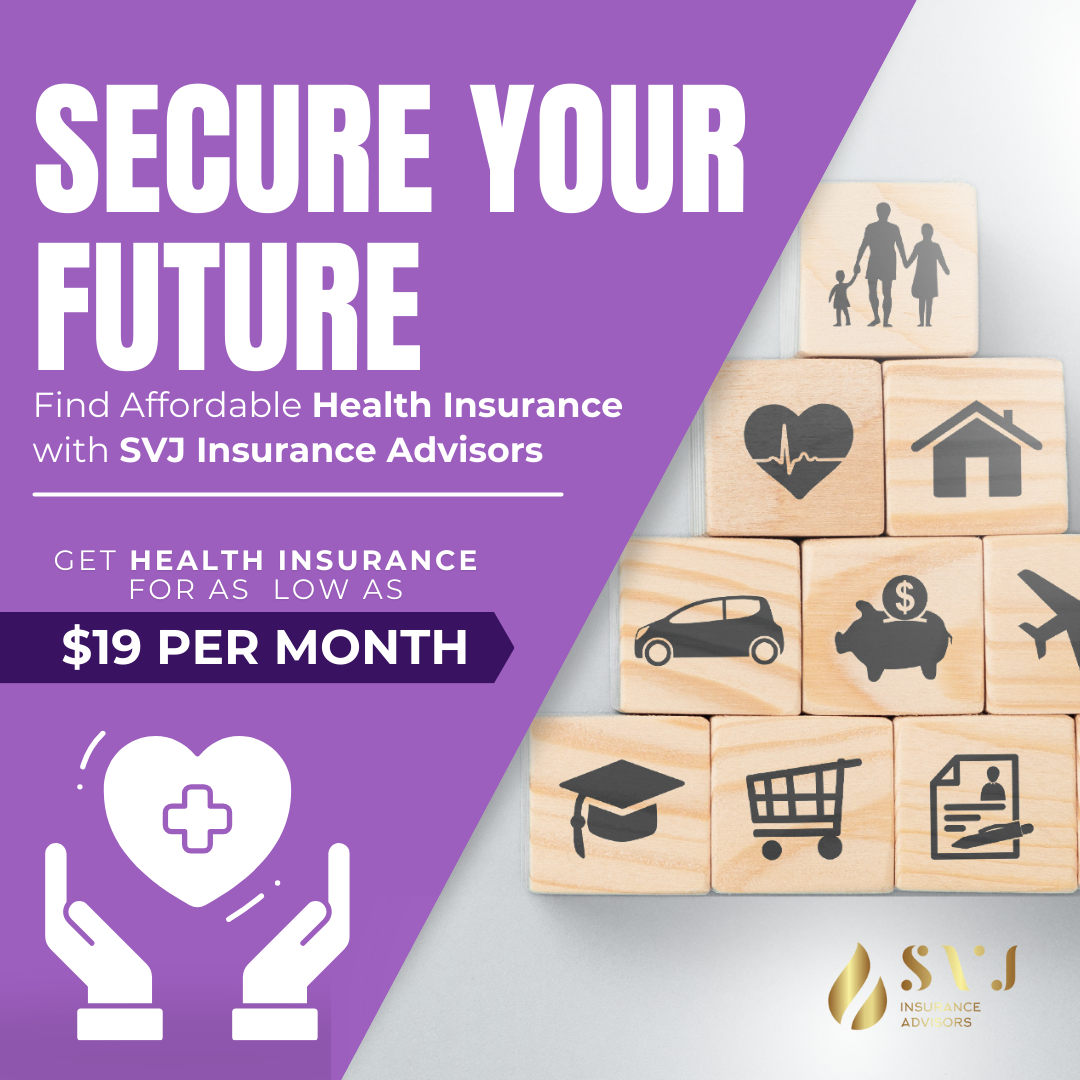 SECURE YOUR
FUTURE
Find Affordable Health Insurance
with SVJ Insurance Advisors
GET HEALTH INSURANCE
FOR AS LOW AS
$19 PER MONTH
$
SVJ
INSURANCE
ADVISORS